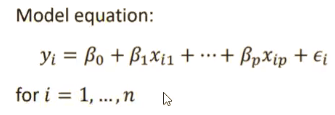 Model equation:
yᵢ = β₀ + β₁xᵢ₁ + ⋯ + βₚxᵢₚ + ϵᵢ
for i = 1, ..., n